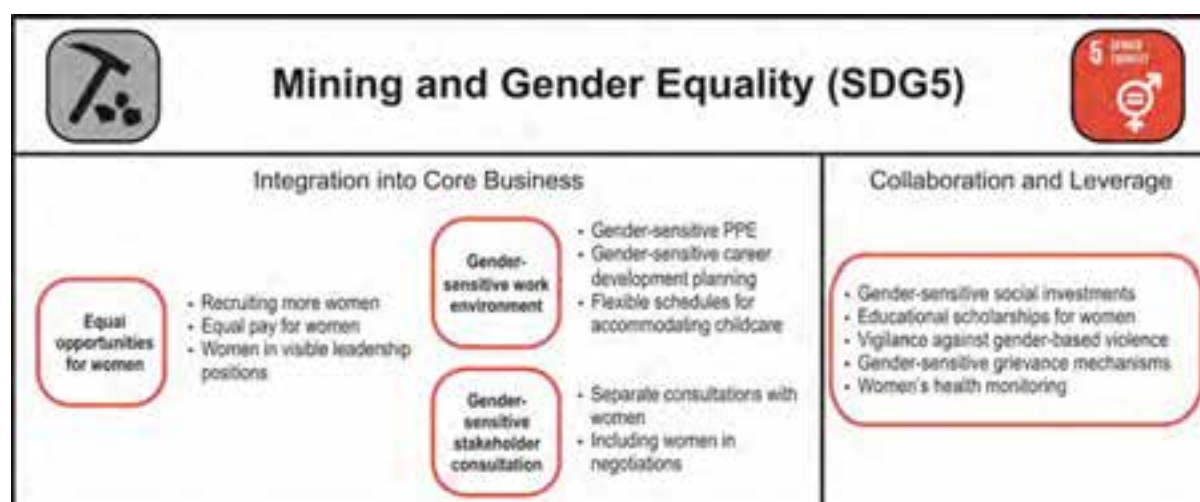 Mining and Gender Equality (SDG5)
5 GENDER
EQUALITY
Integration into Core Business
Equal
opportunities
for women
• Recruiting more women
• Equal pay for women
• Women in visible leadership
positions
Gender-
sensitive work
environment
• Gender-sensitive PPE
• Gender-sensitive career
development planning
• Flexible schedules for
accommodating childcare
Gender-
sensitive
stakeholder
consultation
• Separate consultations with
women
• Including women in
negotiations
Collaboration and Leverage
• Gender-sensitive social investments
• Educational scholarships for women
• Vigilance against gender-based violence
• Gender-sensitive grievance mechanisms
• Women's health monitoring